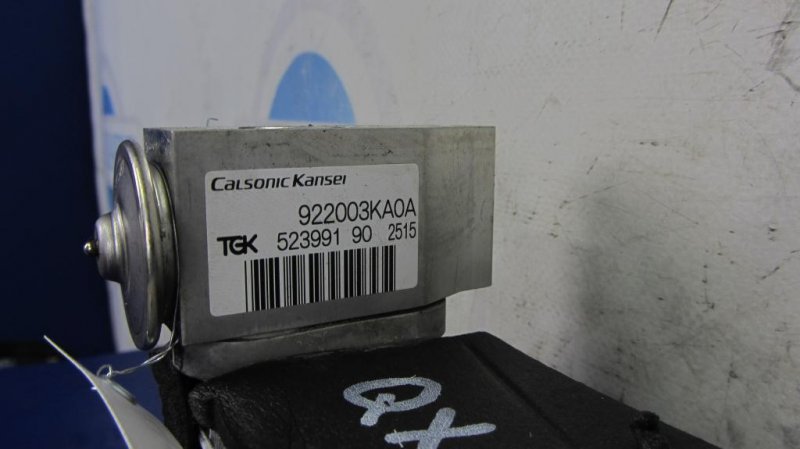 Calsonic Kansei
922003KA0A
TGK 523991 90 2515
QX